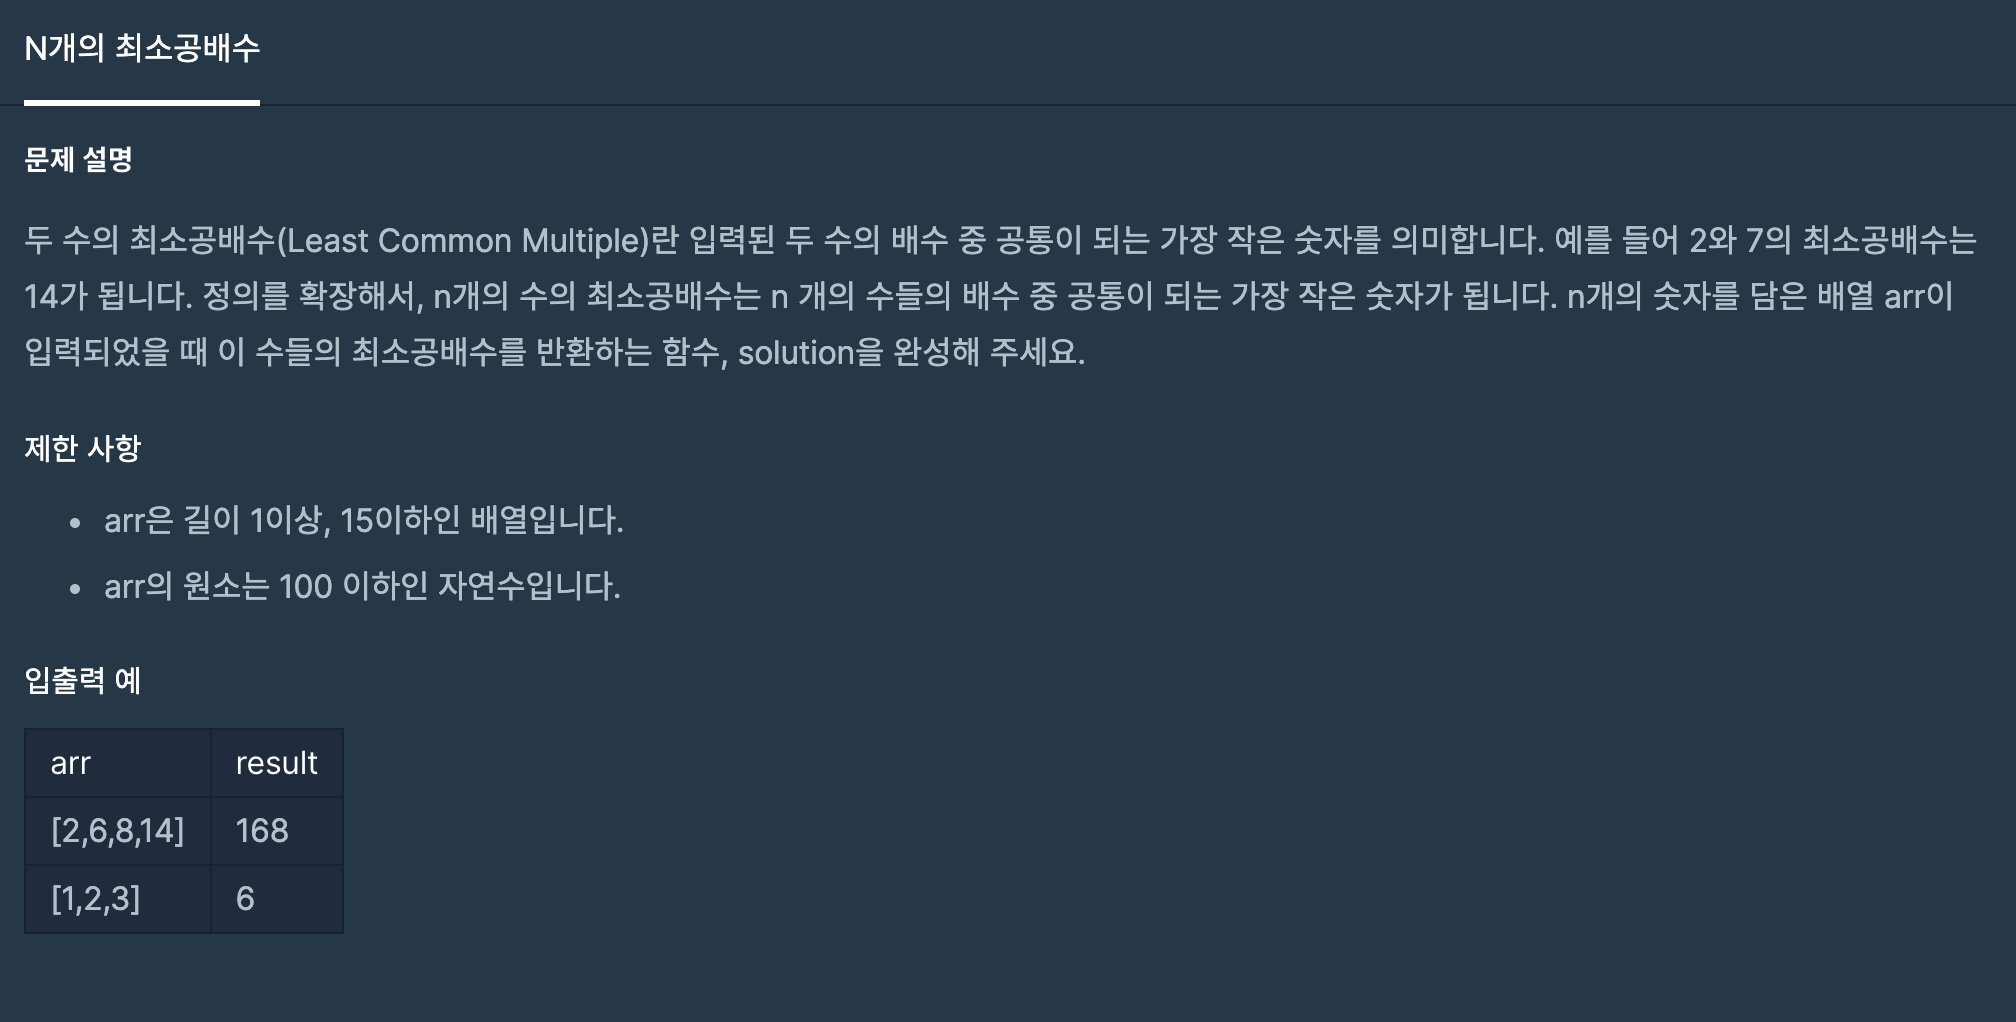 N개의 최소공배수
문제 설명
두 수의 최소공배수(Least Common Multiple)란 입력된 두 수의 배수 중 공통이 되는 가장 작은 숫자를 의미합니다. 예를 들어 2와 7의 최소공배수는
14가 됩니다. 정의를 확장해서, n개의 수의 최소공배수는 n 개의 수들의 배수 중 공통이 되는 가장 작은 숫자가 됩니다. n개의 숫자를 담은 배열 arr이
입력되었을 때 이 수들의 최소공배수를 반환하는 함수, solution을 완성해 주세요.
제한 사항
• arr은 길이 1이상, 15이하인 배열입니다.
• arr의 원소는 100 이하인 자연수입니다.
입출력 예
arr result
[2,6,8,14] 168
[1,2,3] 6